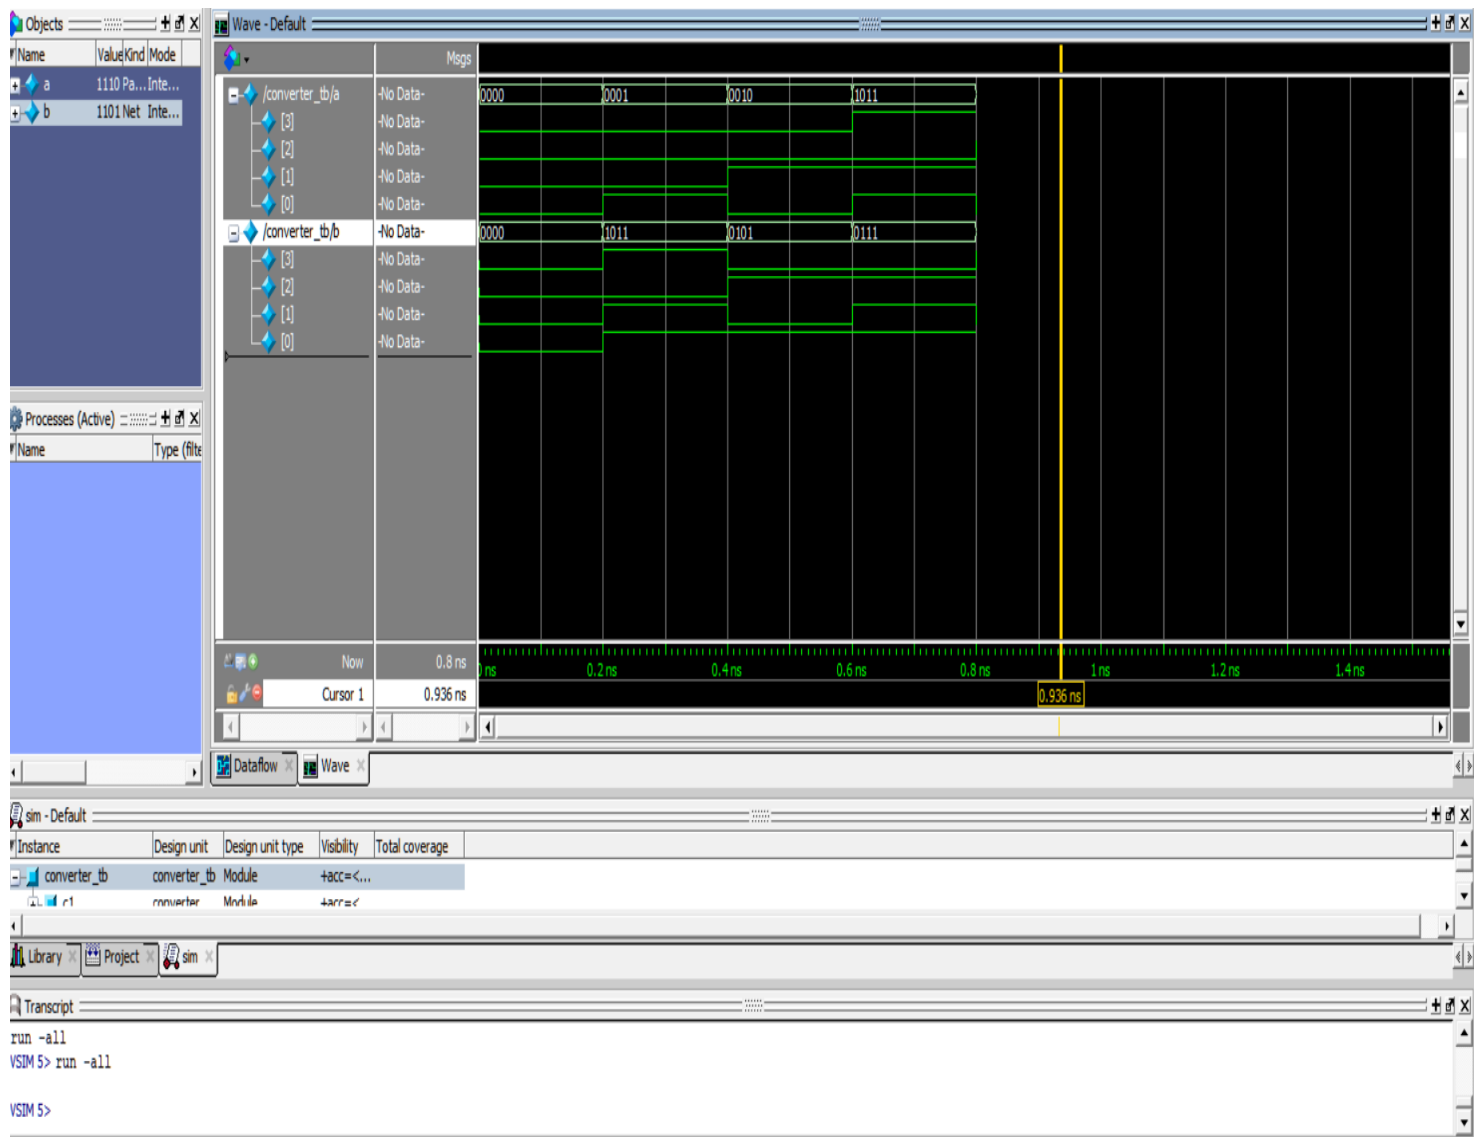 Objects
Name Value Kind Mode
a 1110 Pa... Inte...
b 1101 Net Inte...
Processes (Active)
Name Type (filte
Wave - Default
Msgs
/converter_tb/a -No Data- 0000 0001 0010 1011
[3] -No Data-
[2] -No Data-
[1] -No Data-
[0] -No Data-
/converter_tb/b -No Data- 0000 1011 0101 0111
[3] -No Data-
[2] -No Data-
[1] -No Data-
[0] -No Data-
Now 0.8 ns
ns 0.2 ns 0.4 ns 0.6 ns 0.8 ns 1 ns 1.2 ns 1.4 ns
Cursor 1 0.936 ns 0.936 ns
Dataflow Wave
sim - Default
Instance Design unit Design unit type Visibility Total coverage
converter_tb converter_tb Module +acc=<...
c1 converter Module +acc=<
Library Project sim
Transcript
run -all
VSIM 5> run -all
VSIM 5>